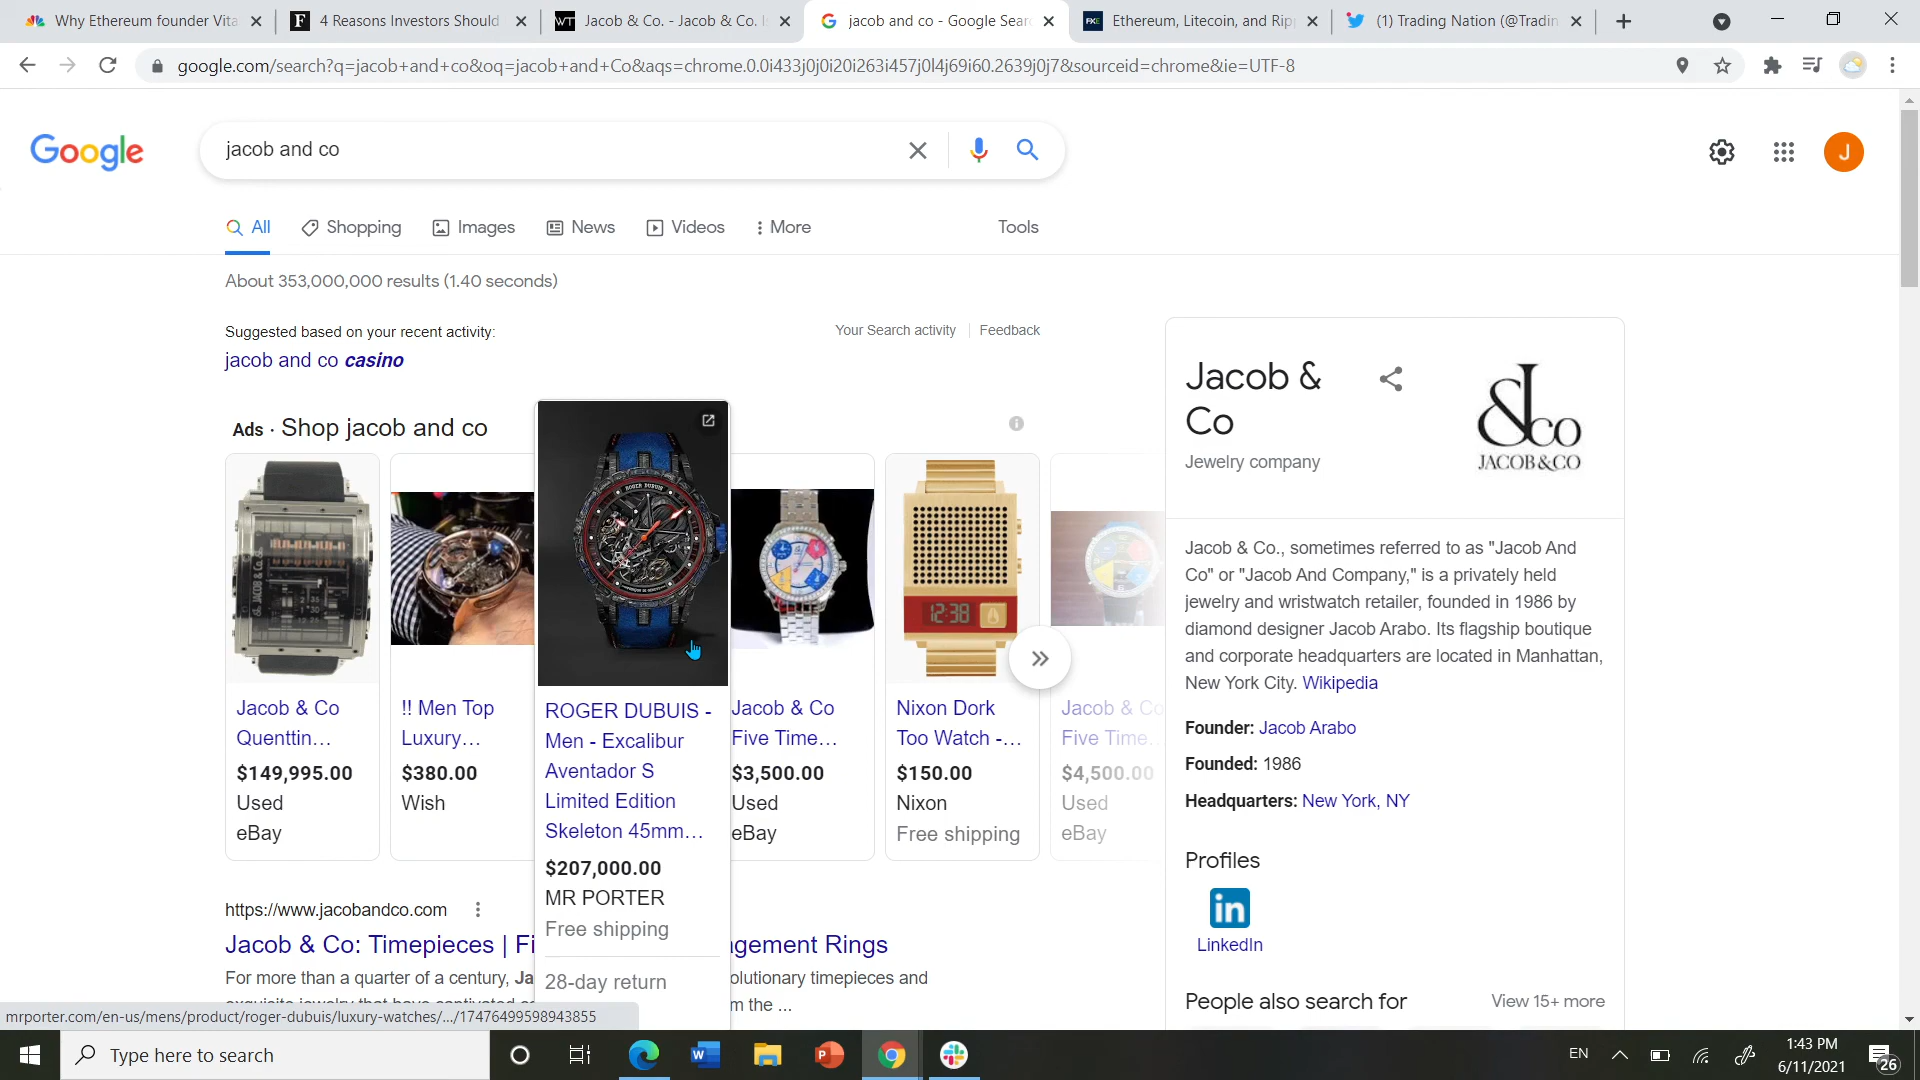 Why Ethereum founder Vita
4 Reasons Investors Should
WT
Jacob & Co. - Jacob & Co. I
jacob and co - Google Sear
FXE
Ethereum, Litecoin, and Ripp
(1) Trading Nation (@Tradin
google.com/search?q=jacob+and+co&oq=jacob+and+Co&aqs=chrome.0.0i433j0j0i20i263i457j0l4j69i60.2639j0j7&sourceid=chrome&ie=UTF-8
Google
jacob and co
J
All
Shopping
Images
News
Videos
More
Tools
About 353,000,000 results (1.40 seconds)
Suggested based on your recent activity:
Your Search activity
Feedback
jacob and co casino
Ads · Shop jacob and co
ROGER DUBUIS
12:38
Jacob & Co
Quenttin...
$149,995.00
Used
eBay
!! Men Top
Luxury...
$380.00
Wish
ROGER DUBUIS -
Men - Excalibur
Aventador S
Limited Edition
Skeleton 45mm...
$207,000.00
MR PORTER
Free shipping
28-day return
Jacob & Co
Five Time...
$3,500.00
Used
eBay
Nixon Dork
Too Watch -...
$150.00
Nixon
Free shipping
Jacob & Co
Five Time.
$4,500.00
Used
eBay
https://www.jacobandco.com
Jacob & Co: Timepieces | Fi
gement Rings
For more than a quarter of a century, Ja
olutionary timepieces and
m the ...
Jacob &
Co
Jewelry company
&co
JACOB&CO
Jacob & Co., sometimes referred to as "Jacob And
Co" or "Jacob And Company," is a privately held
jewelry and wristwatch retailer, founded in 1986 by
diamond designer Jacob Arabo. Its flagship boutique
and corporate headquarters are located in Manhattan,
New York City. Wikipedia
Founder: Jacob Arabo
Founded: 1986
Headquarters: New York, NY
Profiles
in
LinkedIn
People also search for
View 15+ more
mrporter.com/en-us/mens/product/roger-dubuis/luxury-watches/.../17476499598943855
Type here to search
EN
1:43 PM
6/11/2021
26